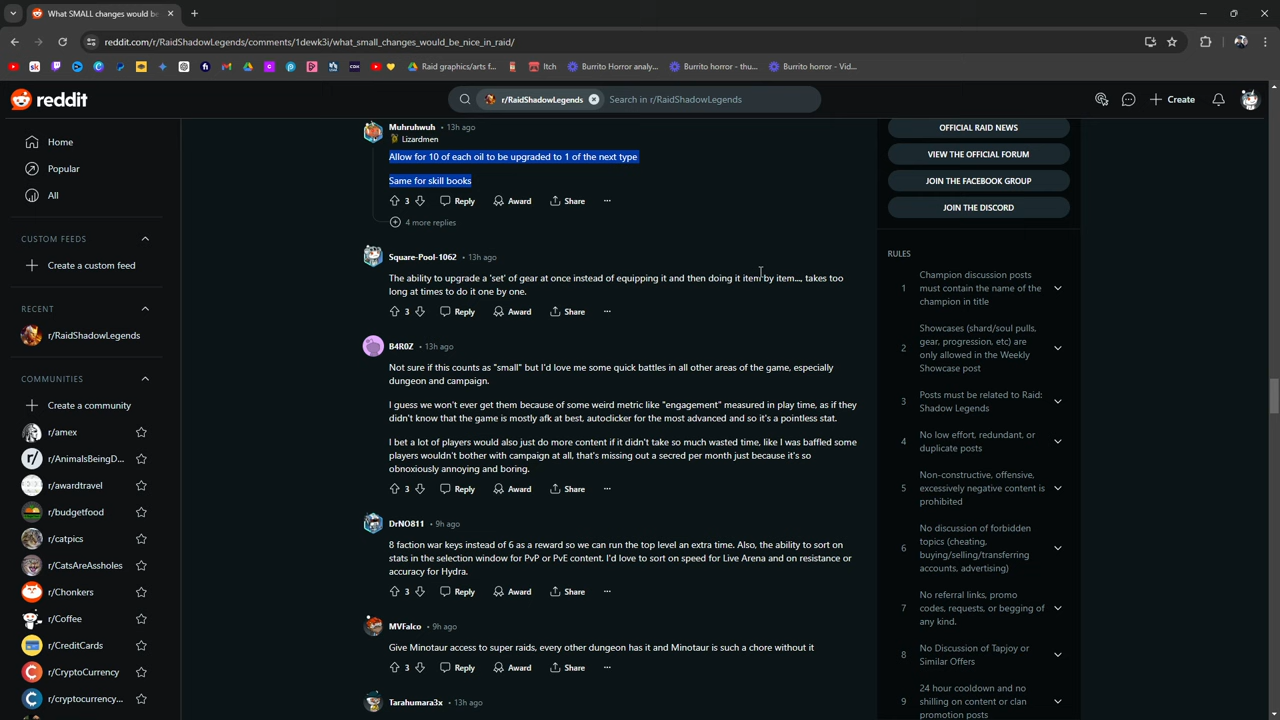 What SMALL changes would be
reddit.com/r/RaidShadowLegends/comments/1dewk3i/what_small_changes_would_be_nice_in_raid/
Raid graphics/arts f...
Itch
Burrito Horror analy...
Burrito horror - thu...
Burrito horror - Vid...
reddit
r/RaidShadowLegends
Search in r/RaidShadowLegends
Create
Home
Popular
All
CUSTOM FEEDS
Create a custom feed
RECENT
r/RaidShadowLegends
COMMUNITIES
Create a community
r/amex
r/AnimalsBeingD...
r/awardtravel
r/budgetfood
r/catpics
r/CatsAreAssholes
r/Chonkers
r/Coffee
r/CreditCards
r/CryptoCurrency
r/cryptocurrency...
Muhruhwuh • 13h ago
Lizardmen
Allow for 10 of each oil to be upgraded to 1 of the next type
Same for skill books
3 Reply Award Share ...
4 more replies
Square-Pool-1062 • 13h ago
The ability to upgrade a 'set' of gear at once instead of equipping it and then doing it item by item..., takes too
long at times to do it one by one.
3 Reply Award Share ...
B4R0Z • 13h ago
Not sure if this counts as "small" but I'd love me some quick battles in all other areas of the game, especially
dungeon and campaign.
I guess we won't ever get them because of some weird metric like "engagement" measured in play time, as if they
didn't know that the game is mostly afk at best, autoclicker for the most advanced and so it's a pointless stat.
I bet a lot of players would also just do more content if it didn't take so much wasted time, like I was baffled some
players wouldn't bother with campaign at all, that's missing out a secred per month just because it's so
obnoxiously annoying and boring.
3 Reply Award Share ...
DrNO811 • 9h ago
8 faction war keys instead of 6 as a reward so we can run the top level an extra time. Also, the ability to sort on
stats in the selection window for PvP or PvE content. I'd love to sort on speed for Live Arena and on resistance or
accuracy for Hydra.
3 Reply Award Share ...
MVFalco • 9h ago
Give Minotaur access to super raids, every other dungeon has it and Minotaur is such a chore without it
3 Reply Award Share ...
Tarahumara3x • 13h ago
OFFICIAL RAID NEWS
VIEW THE OFFICIAL FORUM
JOIN THE FACEBOOK GROUP
JOIN THE DISCORD
RULES
1 Champion discussion posts
must contain the name of the
champion in title
2 Showcases (shard/soul pulls,
gear, progression, etc) are
only allowed in the Weekly
Showcase post
3 Posts must be related to Raid:
Shadow Legends
4 No low effort, redundant, or
duplicate posts
5 Non-constructive, offensive,
excessively negative content is
prohibited
6 No discussion of forbidden
topics (cheating,
buying/selling/transferring
accounts, advertising)
7 No referral links, promo
codes, requests, or begging of
any kind.
8 No Discussion of Tapjoy or
Similar Offers
9 24 hour cooldown and no
shilling on content or clan
promotion posts